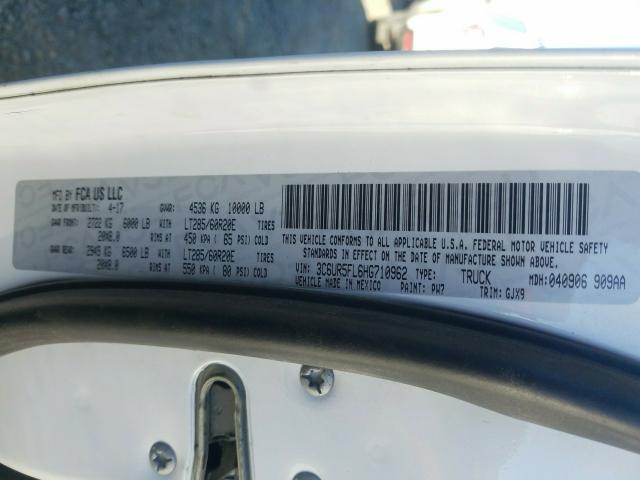 MFD BY FCA US LLC
DATE OF MFR/BUILT: 4-17 GVWR: 4536 KG 10000 LB
GAWR FRONT: 2722 KG 6000 LB WITH LT285/60R20E TIRES
20X8.0 RIMS AT 450 KPA ( 65 PSI) COLD
GAWR REAR: 2949 KG 6500 LB WITH LT285/60R20E TIRES
20X8.0 RIMS AT 550 KPA ( 80 PSI) COLD
THIS VEHICLE CONFORMS TO ALL APPLICABLE U.S.A. FEDERAL MOTOR VEHICLE SAFETY
STANDARDS IN EFFECT ON THE DATE OF MANUFACTURE SHOWN ABOVE.
VIN: 3C6UR5FL6HG710962 TYPE: TRUCK MDH: 040906 909AA
VEHICLE MADE IN MEXICO PAINT: PW7 TRIM: GJX9